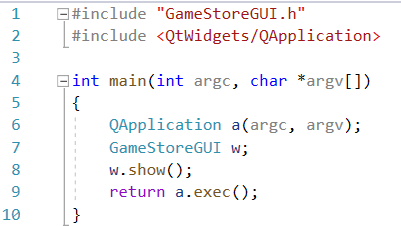 1 #include "GameStoreGUI.h"
2 #include <QtWidgets/QApplication>
3
4 int main(int argc, char *argv[])
5 {
6     QApplication a(argc, argv);
7     GameStoreGUI w;
8     w.show();
9     return a.exec();
10 }